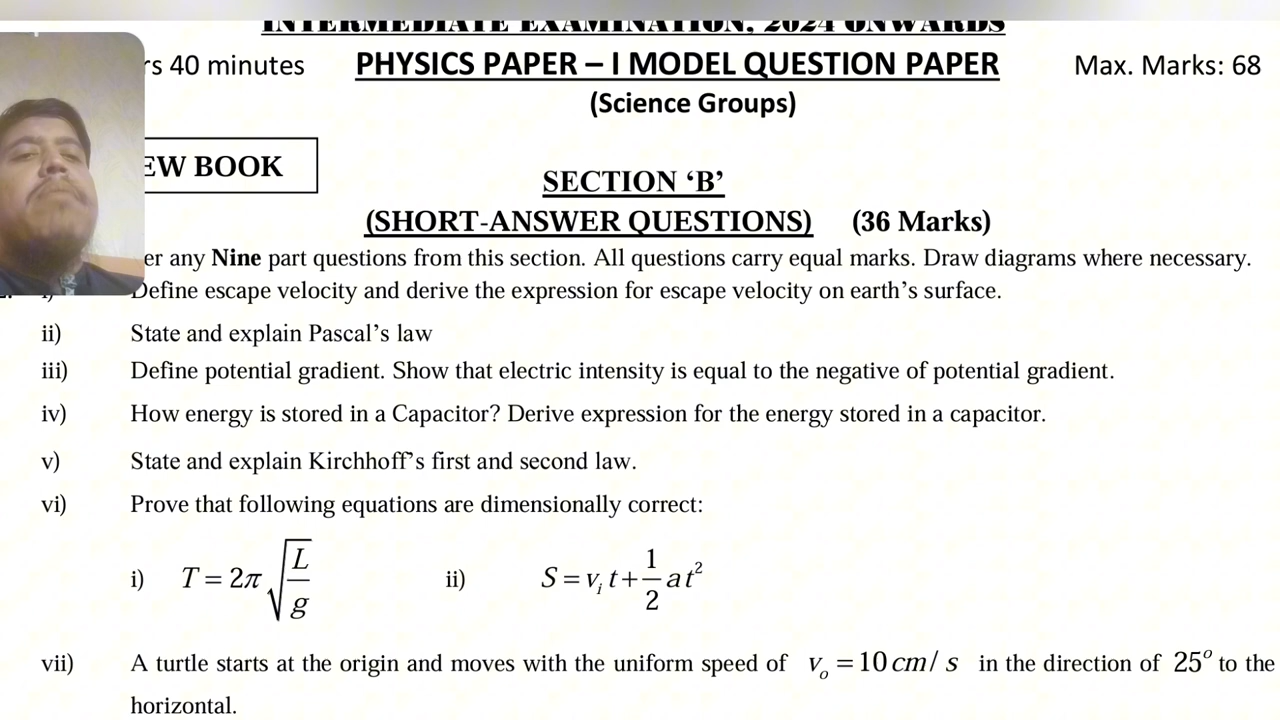 INTERMEDIATE EXAMINATION, 2024 ONWARDS
rs 40 minutes PHYSICS PAPER – I MODEL QUESTION PAPER Max. Marks: 68
(Science Groups)
EW BOOK
SECTION ‘B’
(SHORT-ANSWER QUESTIONS) (36 Marks)
er any Nine part questions from this section. All questions carry equal marks. Draw diagrams where necessary.
Define escape velocity and derive the expression for escape velocity on earth’s surface.
ii) State and explain Pascal’s law
iii) Define potential gradient. Show that electric intensity is equal to the negative of potential gradient.
iv) How energy is stored in a Capacitor? Derive expression for the energy stored in a capacitor.
v) State and explain Kirchhoff’s first and second law.
vi) Prove that following equations are dimensionally correct:
i) T = 2π √(L/g) ii) S = vᵢ t + 1/2 a t²
vii) A turtle starts at the origin and moves with the uniform speed of vₒ = 10 cm/s in the direction of 25° to the
horizontal.